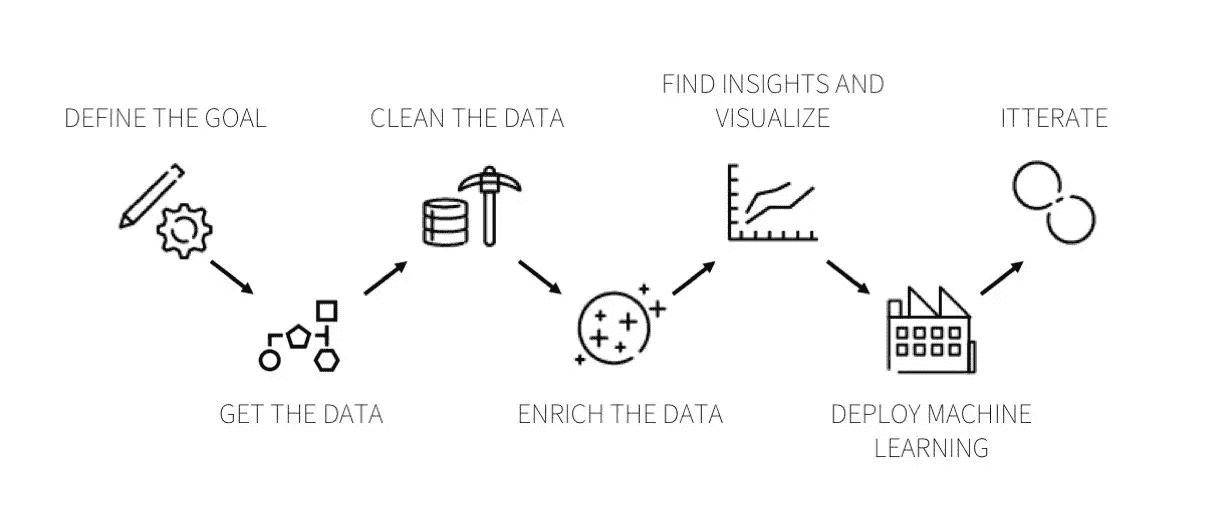 DEFINE THE GOAL
GET THE DATA
CLEAN THE DATA
ENRICH THE DATA
FIND INSIGHTS AND
VISUALIZE
DEPLOY MACHINE
LEARNING
ITTERATE